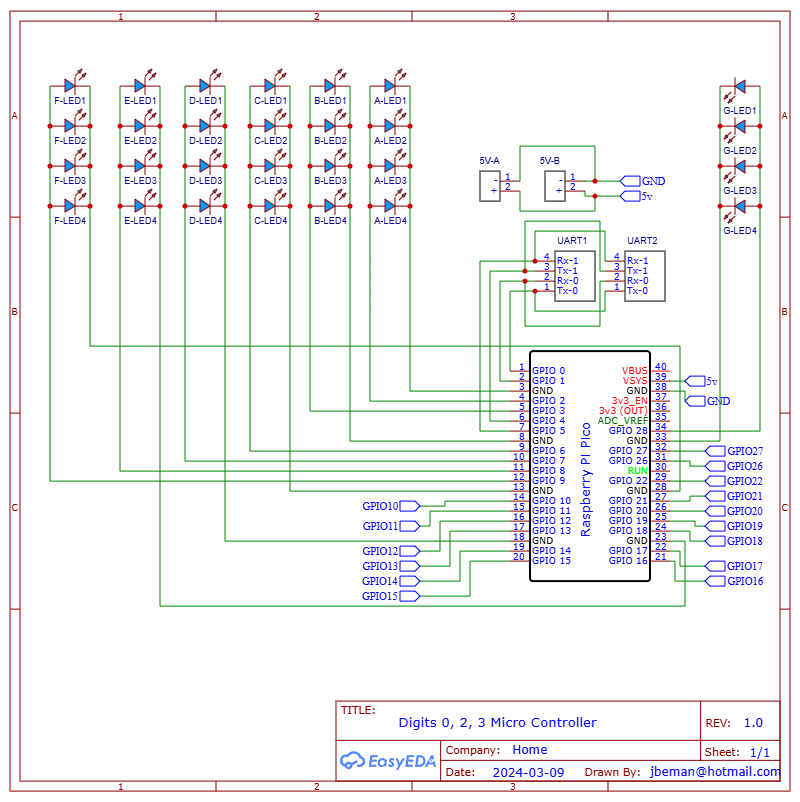 1 2 3
A A
B B
C C
F-LED1 E-LED1 D-LED1 C-LED1 B-LED1 A-LED1 G-LED1
F-LED2 E-LED2 D-LED2 C-LED2 B-LED2 A-LED2 G-LED2
F-LED3 E-LED3 D-LED3 C-LED3 B-LED3 A-LED3 G-LED3
F-LED4 E-LED4 D-LED4 C-LED4 B-LED4 A-LED4 G-LED4
5V-A 5V-B
- 1 - 1 GND
+ 2 + 2 5v
UART1 UART2
4 Rx-1 4 Rx-1
3 Tx-1 3 Tx-1
2 Rx-0 2 Rx-0
1 Tx-0 1 Tx-0
Raspberry Pi Pico
1 GPIO 0 VBUS 40
2 GPIO 1 VSYS 39 5v
3 GND GND 38
4 GPIO 2 3v3_EN 37 GND
5 GPIO 3 3v3 (OUT) 36
6 GPIO 4 ADC_VREF 35
7 GPIO 5 GPIO 28 34
8 GND GND 33
9 GPIO 6 GPIO 27 32 GPIO27
10 GPIO 7 GPIO 26 31 GPIO26
11 GPIO 8 RUN 30
12 GPIO 9 GPIO 22 29 GPIO22
13 GND GND 28
GPIO10 14 GPIO 10 GPIO 21 27 GPIO21
GPIO11 15 GPIO 11 GPIO 20 26 GPIO20
GPIO12 16 GPIO 12 GPIO 19 25 GPIO19
GPIO13 17 GPIO 13 GPIO 18 24 GPIO18
18 GND GND 23
GPIO14 19 GPIO 14 GPIO 17 22 GPIO17
GPIO15 20 GPIO 15 GPIO 16 21 GPIO16
TITLE:
Digits 0, 2, 3 Micro Controller
REV: 1.0
EasyEDA
Company: Home
Sheet: 1/1
Date: 2024-03-09 Drawn By: jbeman@hotmail.com
1 2 3